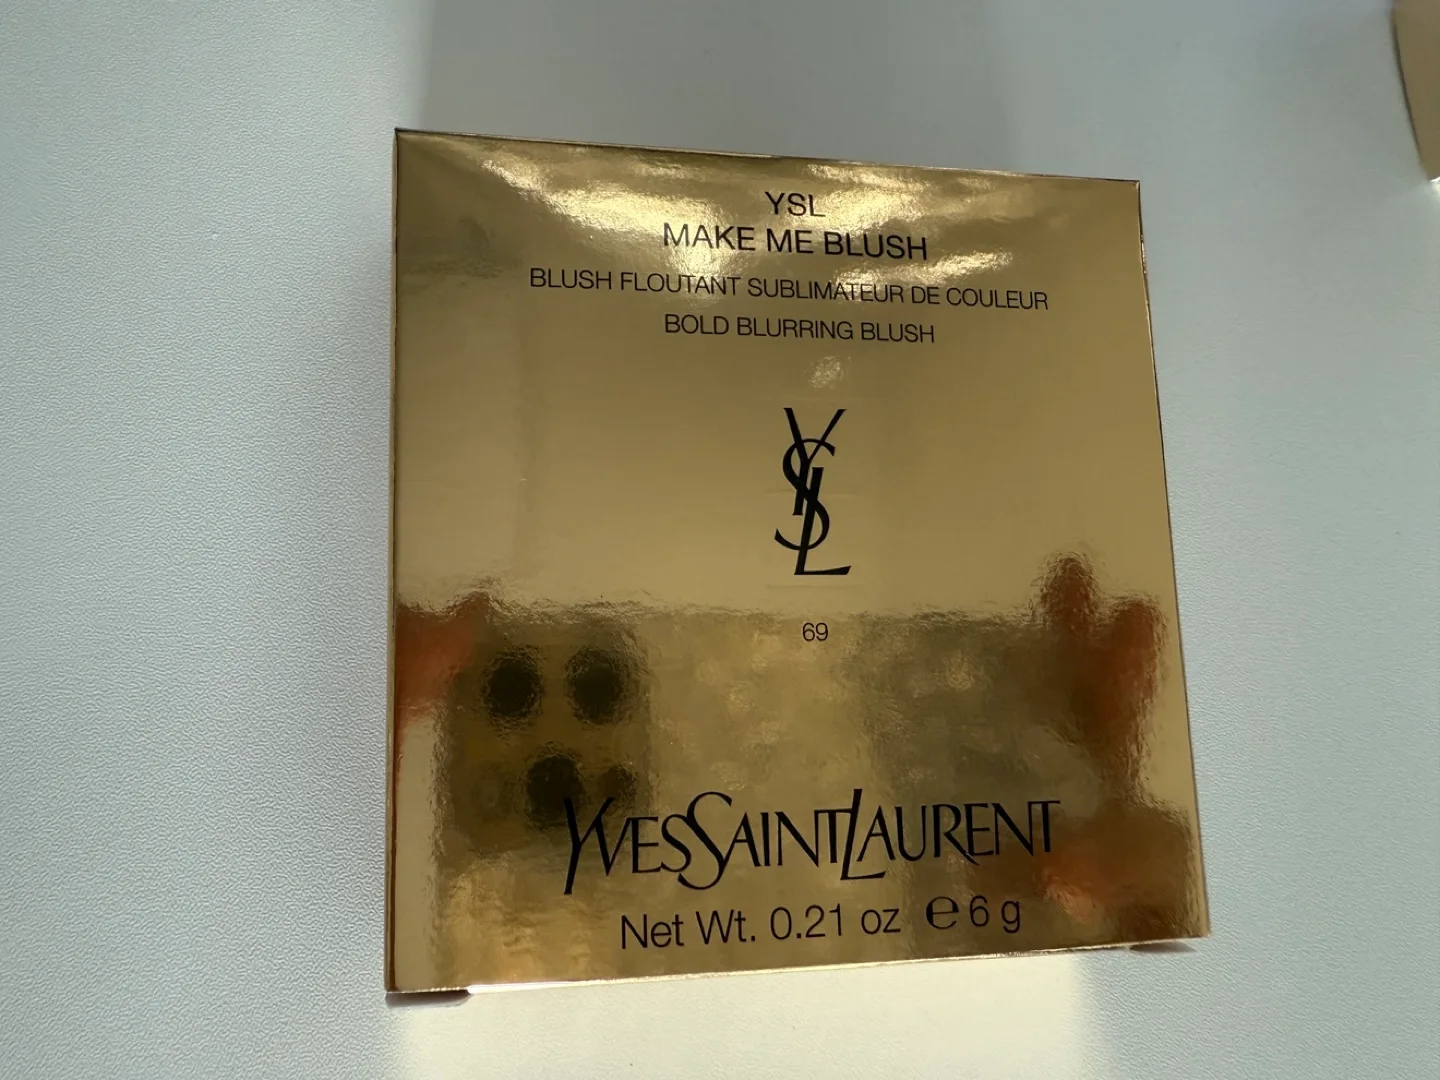 YSL
MAKE ME BLUSH
BLUSH FLOUTANT SUBLIMATEUR DE COULEUR
BOLD BLURRING BLUSH
YSL
69
YVESSAINTLAURENT
Net Wt. 0.21 oz ℮ 6 g